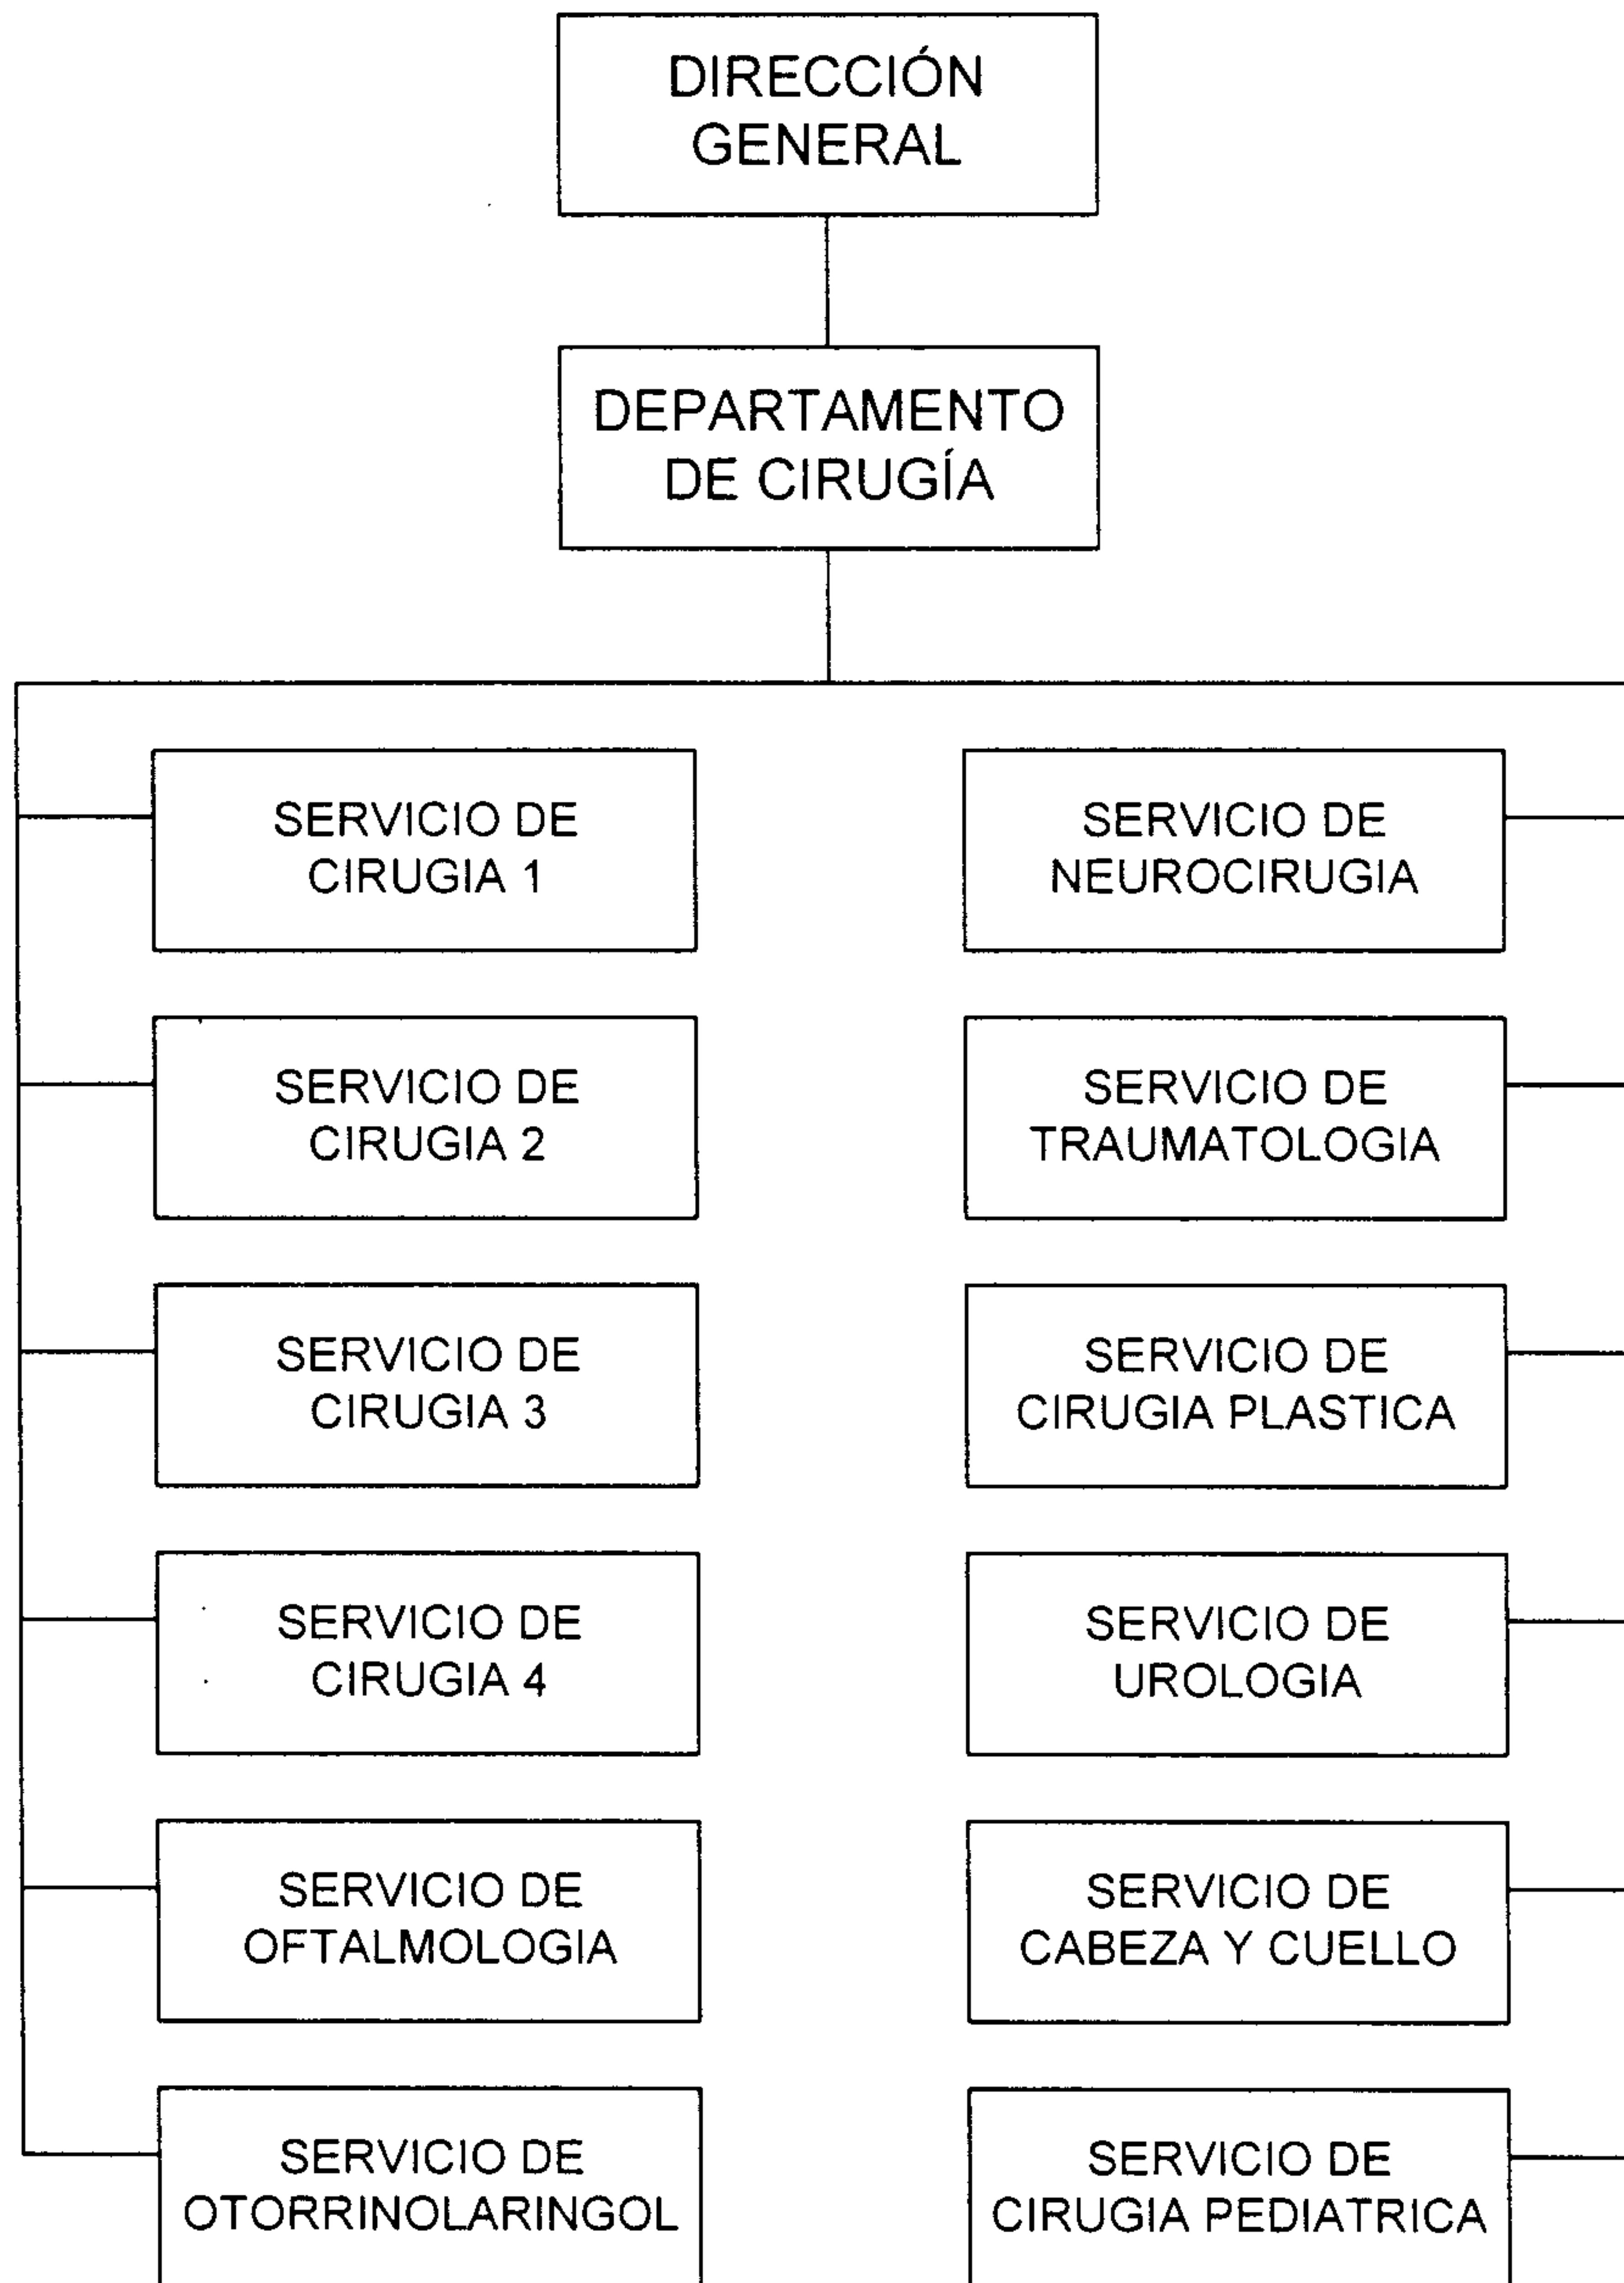 DIRECCIÓN
GENERAL
DEPARTAMENTO
DE CIRUGÍA
SERVICIO DE
CIRUGIA 1
SERVICIO DE
NEUROCIRUGIA
SERVICIO DE
CIRUGIA 2
SERVICIO DE
TRAUMATOLOGIA
SERVICIO DE
CIRUGIA 3
SERVICIO DE
CIRUGIA PLASTICA
SERVICIO DE
CIRUGIA 4
SERVICIO DE
UROLOGIA
SERVICIO DE
OFTALMOLOGIA
SERVICIO DE
CABEZA Y CUELLO
SERVICIO DE
OTORRINOLARINGOL
SERVICIO DE
CIRUGIA PEDIATRICA